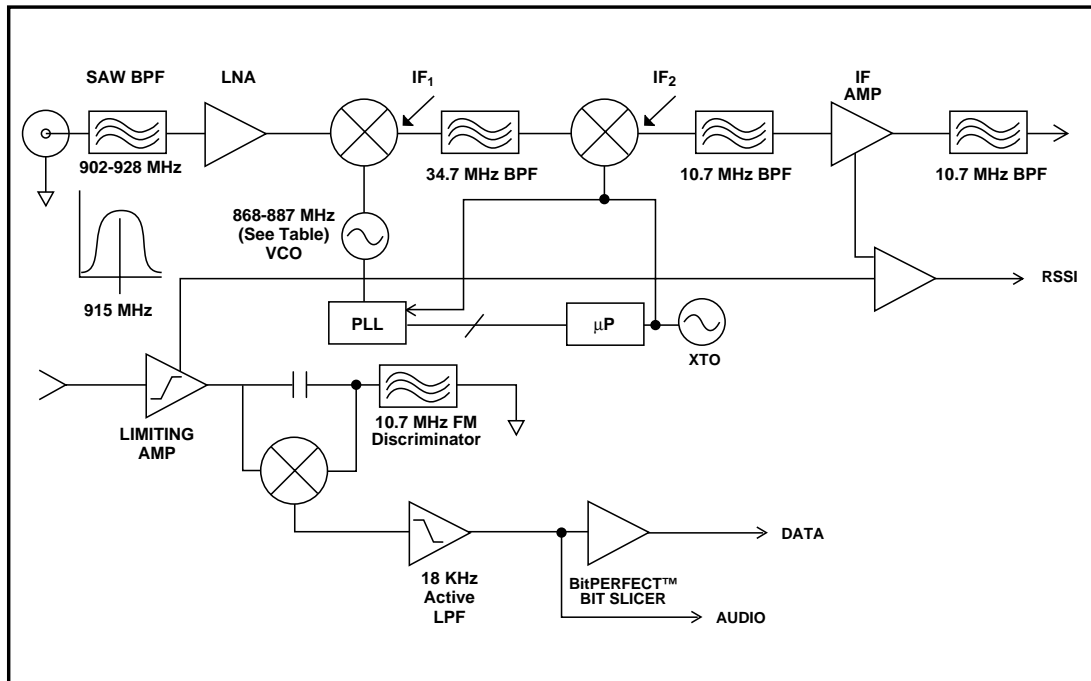 SAW BPF
LNA
IF1
IF2
IF
AMP
902-928 MHz
34.7 MHz BPF
10.7 MHz BPF
10.7 MHz BPF
868-887 MHz
(See Table)
VCO
915 MHz
PLL
μP
XTO
RSSI
LIMITING
AMP
10.7 MHz FM
Discriminator
18 KHz
Active
LPF
BitPERFECT™
BIT SLICER
DATA
AUDIO